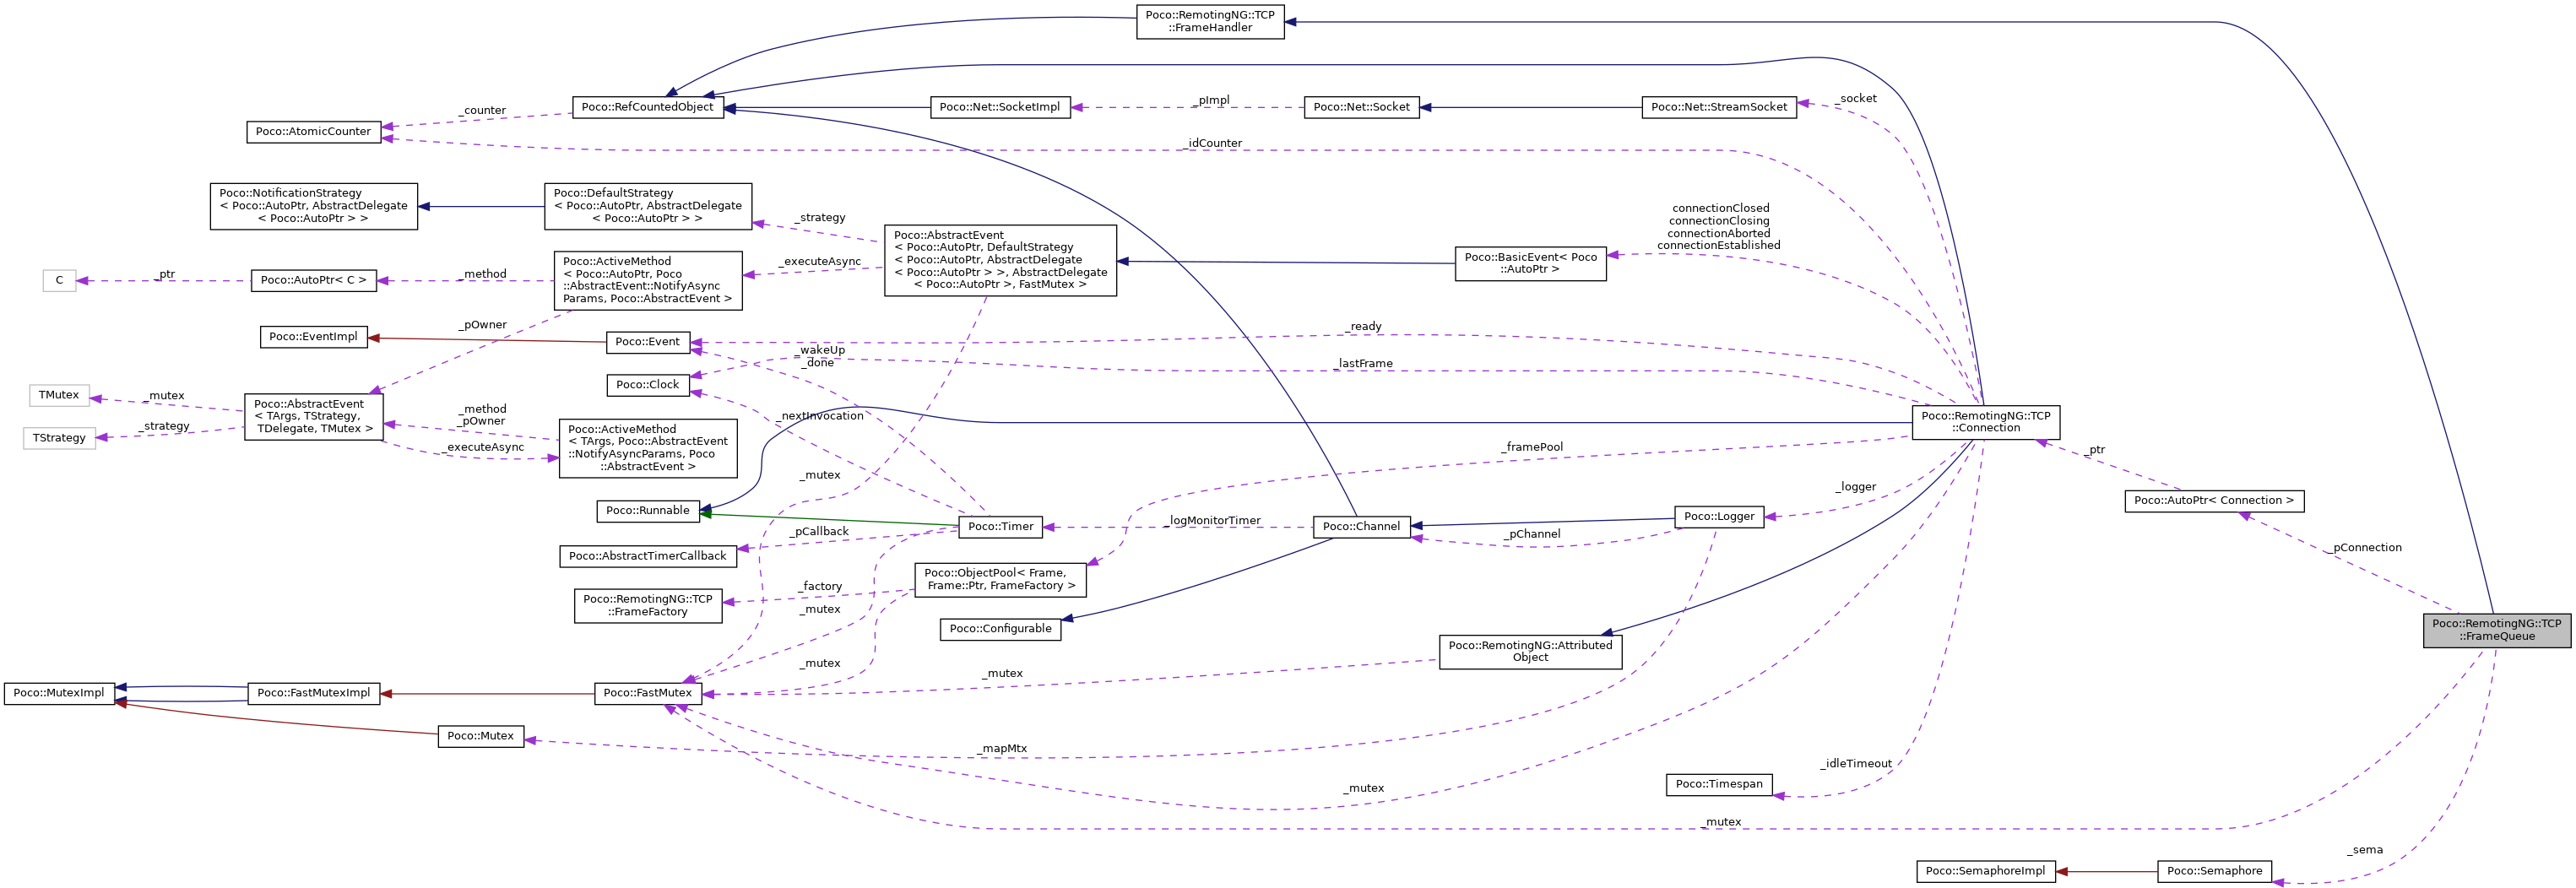 Poco::RemotingNG::TCP
::FrameHandler
_socket
Poco::RefCountedObject
Poco::Net::SocketImpl
_pImpl
Poco::Net::Socket
Poco::Net::StreamSocket
_counter
Poco::AtomicCounter
_idCounter
Poco::NotificationStrategy
< Poco::AutoPtr, AbstractDelegate
< Poco::AutoPtr > >
Poco::DefaultStrategy
< Poco::AutoPtr, AbstractDelegate
< Poco::AutoPtr > >
_strategy
Poco::AbstractEvent
< Poco::AutoPtr, DefaultStrategy
< Poco::AutoPtr, AbstractDelegate
< Poco::AutoPtr > >, AbstractDelegate
< Poco::AutoPtr >, FastMutex >
connectionClosed
connectionClosing
connectionAborted
connectionEstablished
Poco::BasicEvent< Poco
::AutoPtr >
C
_ptr
Poco::AutoPtr< C >
_method
Poco::ActiveMethod
< Poco::AutoPtr, Poco
::AbstractEvent::NotifyAsync
Params, Poco::AbstractEvent >
_executeAsync
_pOwner
Poco::EventImpl
Poco::Event
_ready
_wakeUp
_done
_lastFrame
Poco::Clock
TMutex
_mutex
TStrategy
_strategy
Poco::AbstractEvent
< TArgs, TStrategy,
TDelegate, TMutex >
_method
_pOwner
_executeAsync
Poco::ActiveMethod
< TArgs, Poco::AbstractEvent
::NotifyAsyncParams, Poco
::AbstractEvent >
_nextInvocation
Poco::RemotingNG::TCP
::Connection
_framePool
_ptr
_mutex
_logger
Poco::AutoPtr< Connection >
Poco::Runnable
Poco::Timer
_logMonitorTimer
Poco::Channel
Poco::Logger
_pChannel
_pCallback
Poco::AbstractTimerCallback
_pConnection
Poco::ObjectPool< Frame,
Frame::Ptr, FrameFactory >
_factory
Poco::RemotingNG::TCP
::FrameFactory
_mutex
Poco::Configurable
Poco::RemotingNG::TCP
::FrameQueue
Poco::RemotingNG::Attributed
Object
_mutex
_mutex
Poco::MutexImpl
Poco::FastMutexImpl
Poco::FastMutex
Poco::Mutex
_mapMtx
_idleTimeout
Poco::Timespan
_mutex
_mutex
_sema
Poco::SemaphoreImpl
Poco::Semaphore